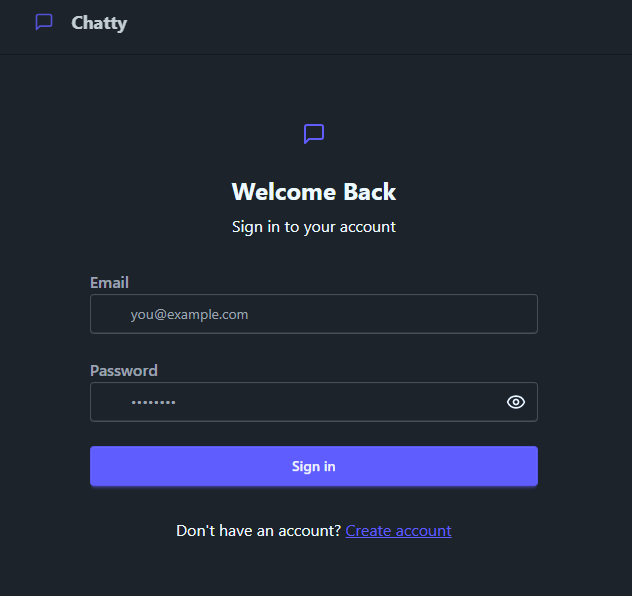 Chatty
Welcome Back
Sign in to your account
Email
you@example.com
Password
••••••••
Sign in
Don't have an account? Create account